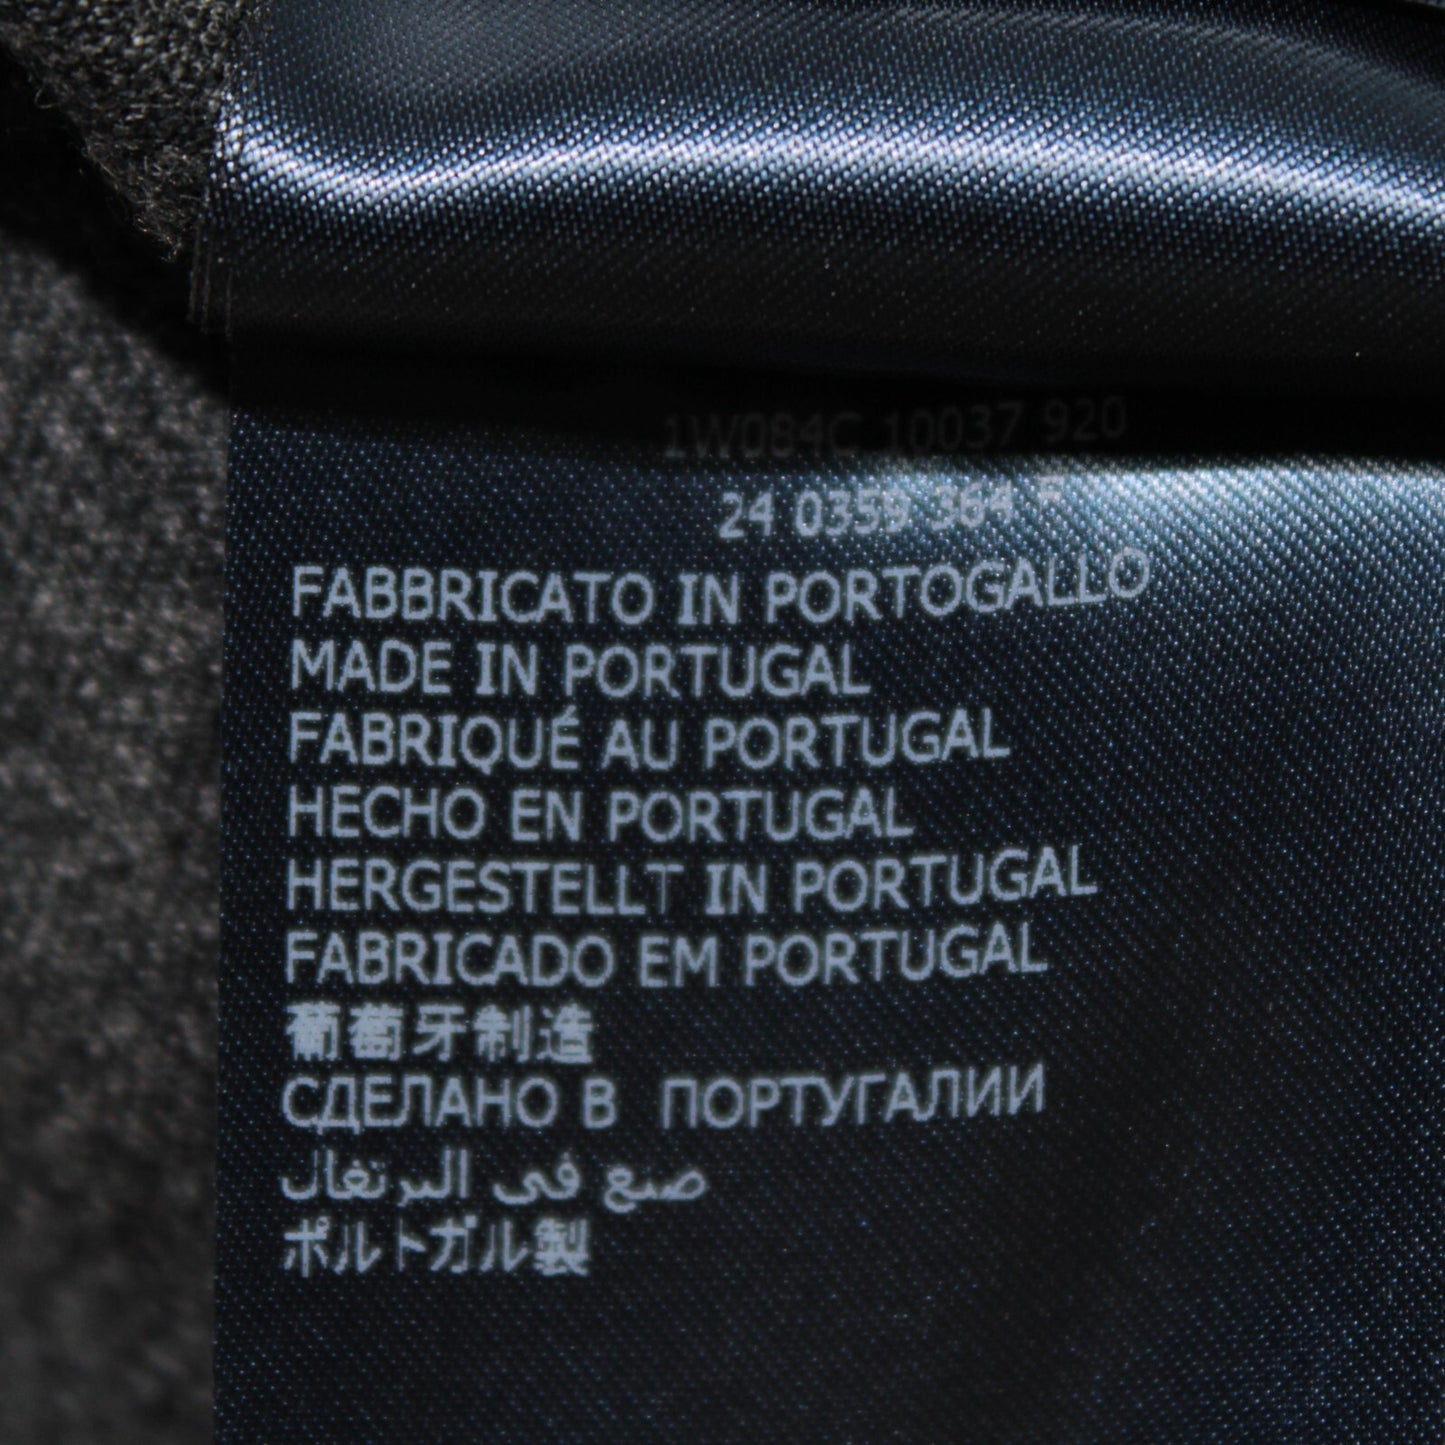 1W084C 10037 920
24 0359 364 F
FABBRICATO IN PORTOGALLO
MADE IN PORTUGAL
FABRIQUÉ AU PORTUGAL
HECHO EN PORTUGAL
HERGESTELLT IN PORTUGAL
FABRICADO EM PORTUGAL
葡萄牙制造
СДЕЛАНО В ПОРТУГАЛИИ
صنع في البرتغال
ポルトガル製